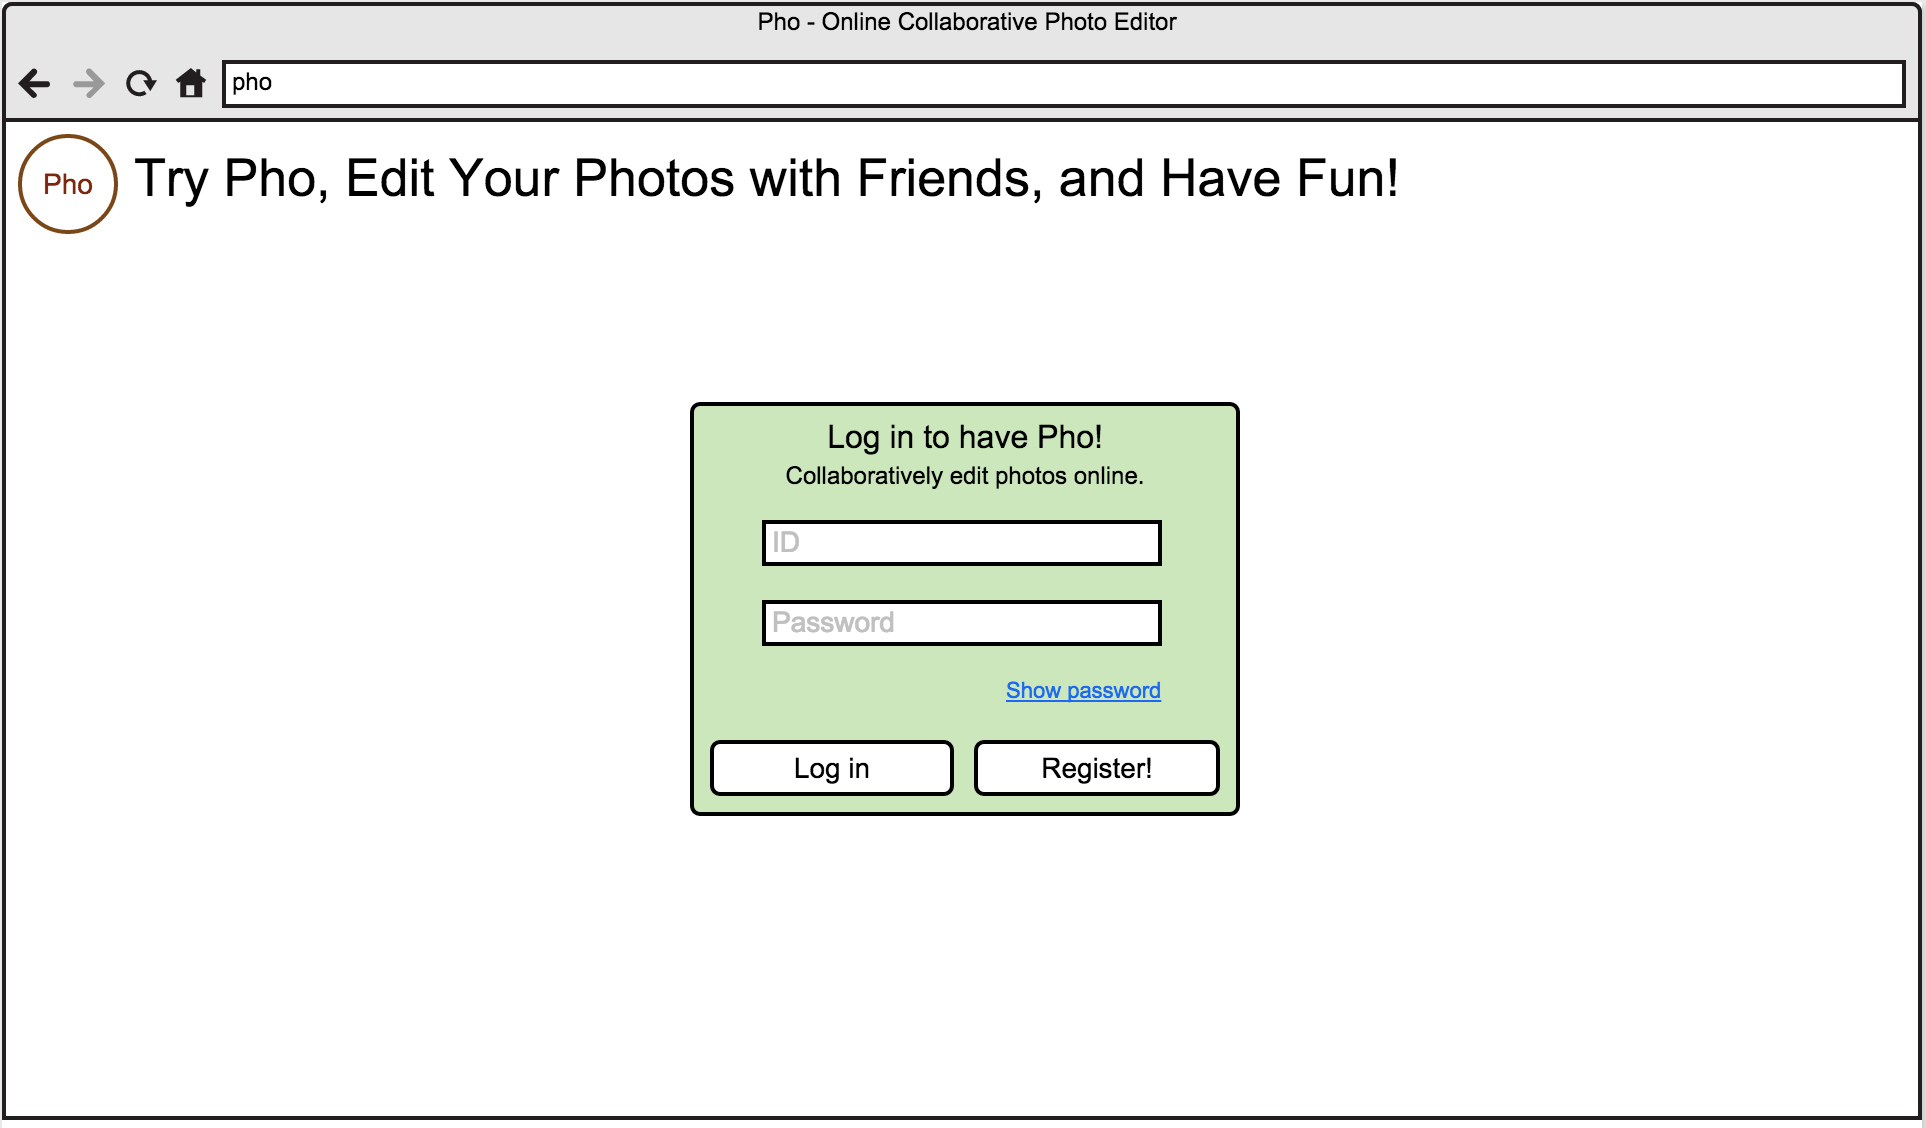 Pho - Online Collaborative Photo Editor
pho
Pho
Try Pho, Edit Your Photos with Friends, and Have Fun!
Log in to have Pho!
Collaboratively edit photos online.
ID
Password
Show password
Log in
Register!